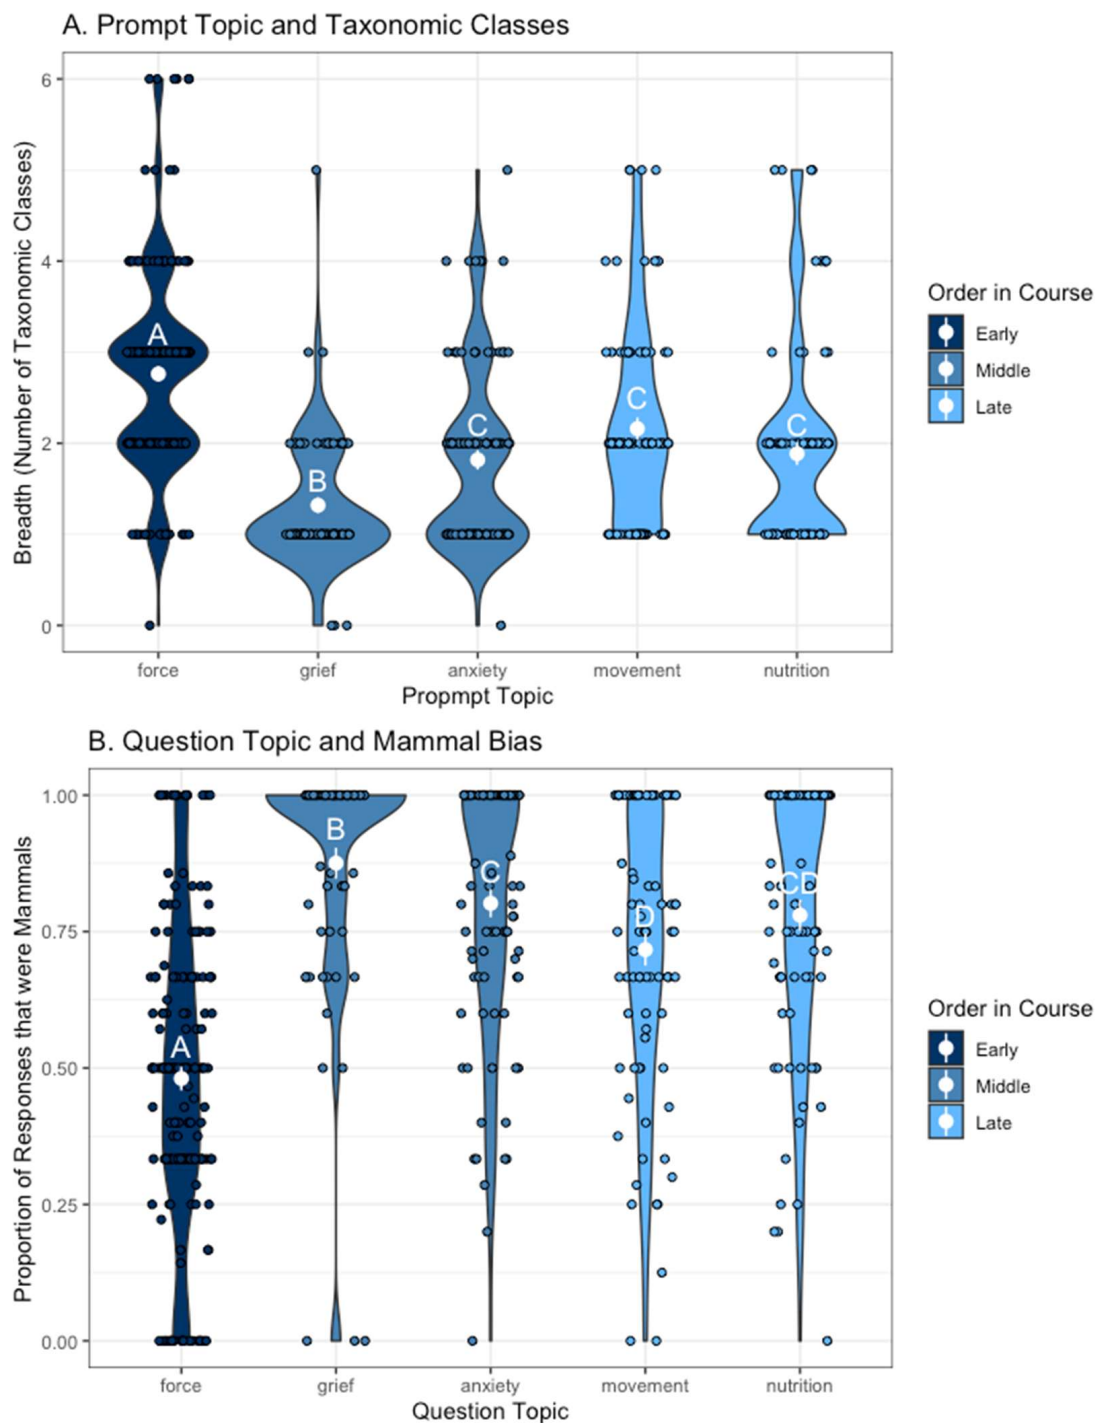 A. Prompt Topic and Taxonomic Classes
Breadth (Number of Taxonomic Classes)
6
4
2
0
A
B
C
C
C
force
grief
anxiety
movement
nutrition
Propmpt Topic
Order in Course
Early
Middle
Late
B. Question Topic and Mammal Bias
Proportion of Responses that were Mammals
1.00
0.75
0.50
0.25
0.00
A
B
C
D
CD
force
grief
anxiety
movement
nutrition
Question Topic
Order in Course
Early
Middle
Late